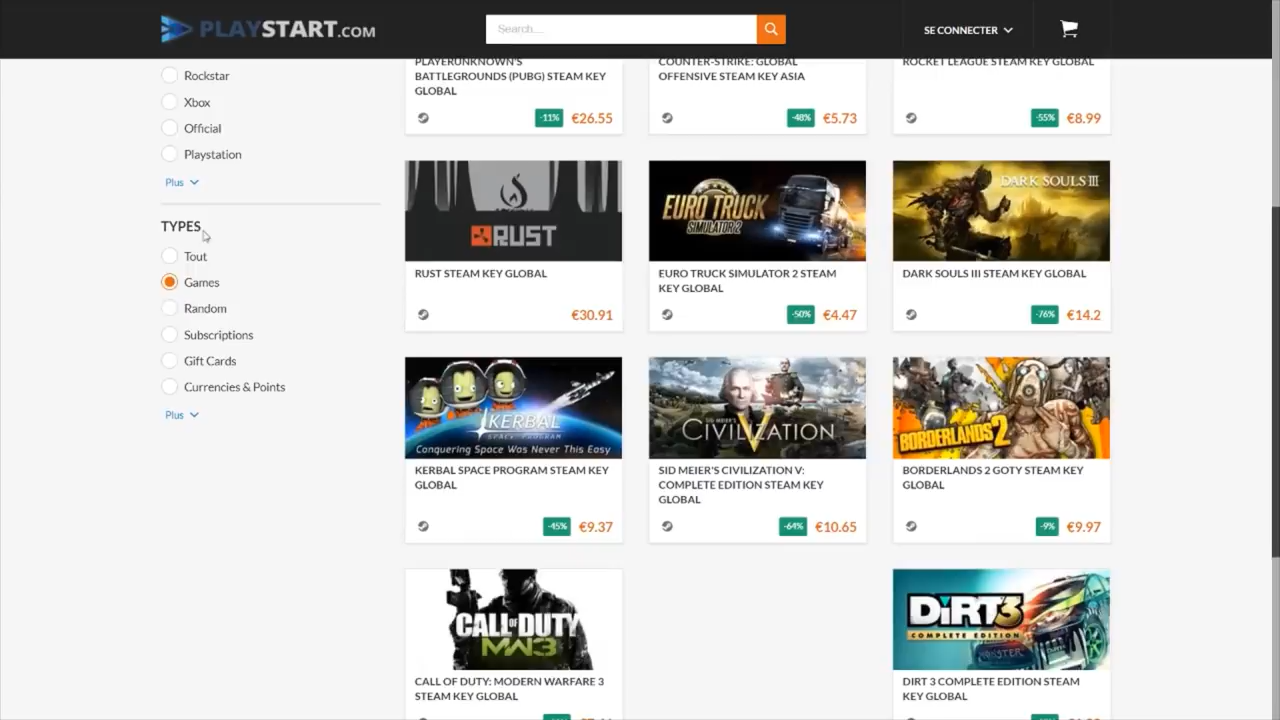 PLAYSTART.COM
Search....
SE CONNECTER
Rockstar
Xbox
Official
Playstation
Plus
TYPES
Tout
Games
Random
Subscriptions
Gift Cards
Currencies & Points
Plus
PLAYERUNKNOWN'S
BATTLEGROUNDS (PUBG) STEAM KEY
GLOBAL
-11% €26.55
COUNTER-STRIKE: GLOBAL
OFFENSIVE STEAM KEY ASIA
-48% €5.73
ROCKET LEAGUE STEAM KEY GLOBAL
-55% €8.99
RUST
RUST STEAM KEY GLOBAL
€30.91
EURO TRUCK
SIMULATOR 2
EURO TRUCK SIMULATOR 2 STEAM
KEY GLOBAL
-50% €4.47
DARK SOULS III
DARK SOULS III STEAM KEY GLOBAL
-76% €14.2
KERBAL
SPACE PROGRAM
Conquering Space Was Never This Easy
KERBAL SPACE PROGRAM STEAM KEY
GLOBAL
-45% €9.37
SID MEIER'S
CIVILIZATION V
SID MEIER'S CIVILIZATION V:
COMPLETE EDITION STEAM KEY
GLOBAL
-64% €10.65
BORDERLANDS 2
BORDERLANDS 2 GOTY STEAM KEY
GLOBAL
-9% €9.97
CALL OF DUTY
MW3
CALL OF DUTY: MODERN WARFARE 3
STEAM KEY GLOBAL
DiRT3
COMPLETE EDITION
DIRT 3 COMPLETE EDITION STEAM
KEY GLOBAL